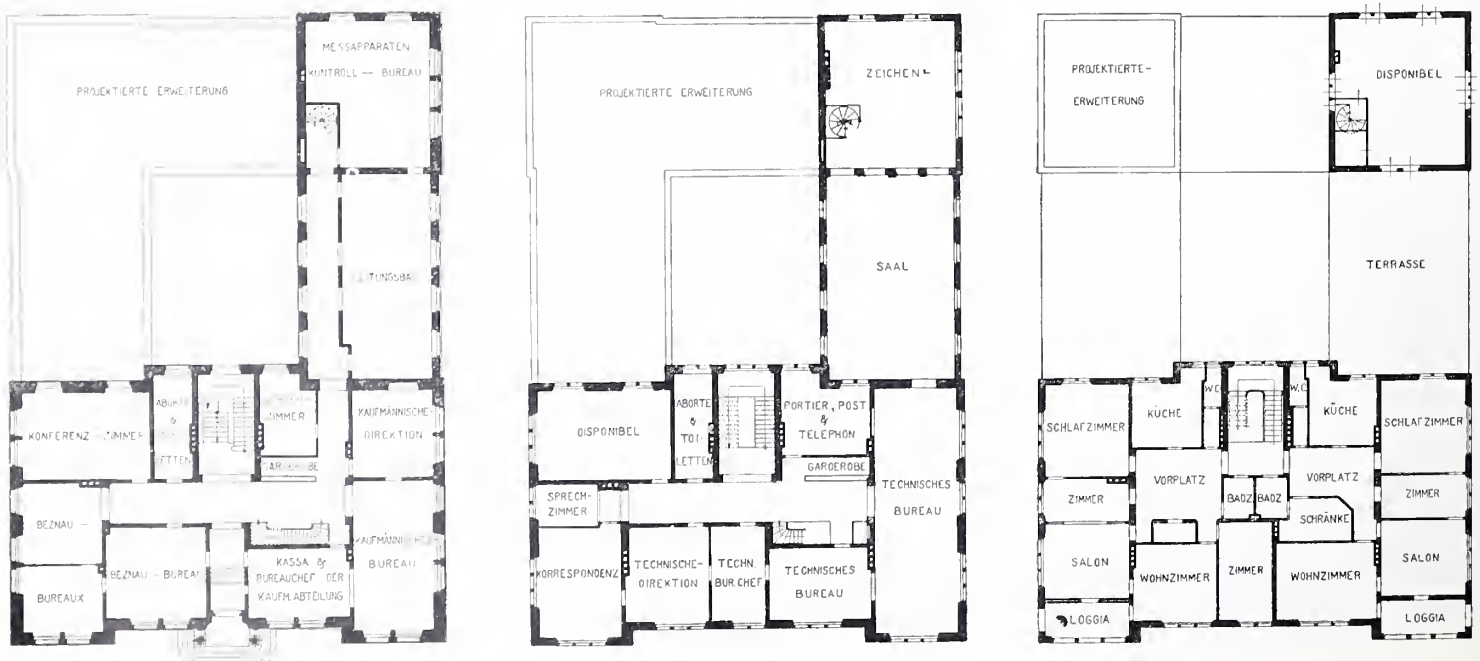 PROJEKTIERTE ERWEITERUNG
MESSAPPARATEN
KONTROLL — BUREAU
KONFERENZ — ZIMMER
ABORTE
&
ZIMMER
GARDEROBE
KAUFMÄNNISCHE-
DIREKTION
BEZNAU —
BUREAUX
BEZNAU — BUREAU
KASSA &
BUREAUCHEF DER
KAUFM. ABTEILUNG
KAUFMÄNNISCHES
BUREAU
PROJEKTIERTE ERWEITERUNG
ZEICHEN-
SAAL
DISPONIBEL
ABORTE
&
TOI-
LETTEN
PORTIER, POST
&
TELEPHON
GARDEROBE
SPRECH-
ZIMMER
KORRESPONDENZ
TECHNISCHE-
DIREKTION
TECHN.
BUR. CHEF
TECHNISCHES
BUREAU
TECHNISCHES
BUREAU
PROJEKTIERTE-
ERWEITERUNG
DISPONIBEL
TERRASSE
SCHLAFZIMMER
KÜCHE
W.C.
W.C.
KÜCHE
SCHLAFZIMMER
ZIMMER
VORPLATZ
BADZ
BADZ
VORPLATZ
SCHRÄNKE
ZIMMER
SALON
WOHNZIMMER
ZIMMER
WOHNZIMMER
SALON
LOGGIA
LOGGIA